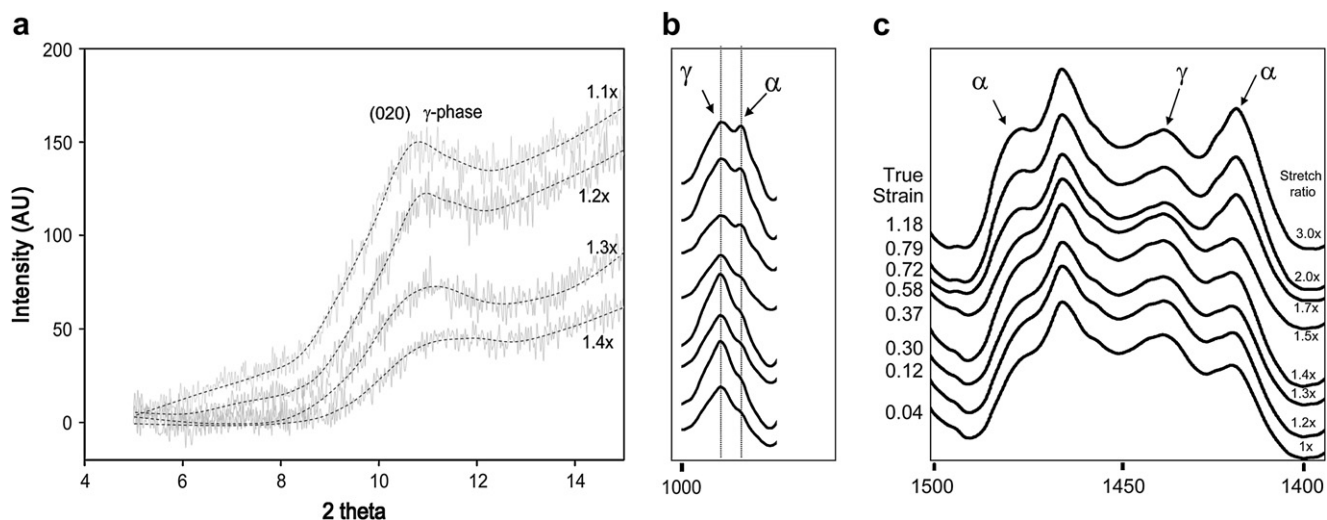 a
200
150
100
50
0
Intensity (AU)
4
6
8
10
12
14
2 theta
(020) γ-phase
1.1x
1.2x
1.3x
1.4x
b
γ
α
1000
c
α
γ
α
True
Strain
1.18
0.79
0.72
0.58
0.37
0.30
0.12
0.04
Stretch
ratio
3.0x
2.0x
1.7x
1.5x
1.4x
1.3x
1.2x
1x
1500
1450
1400